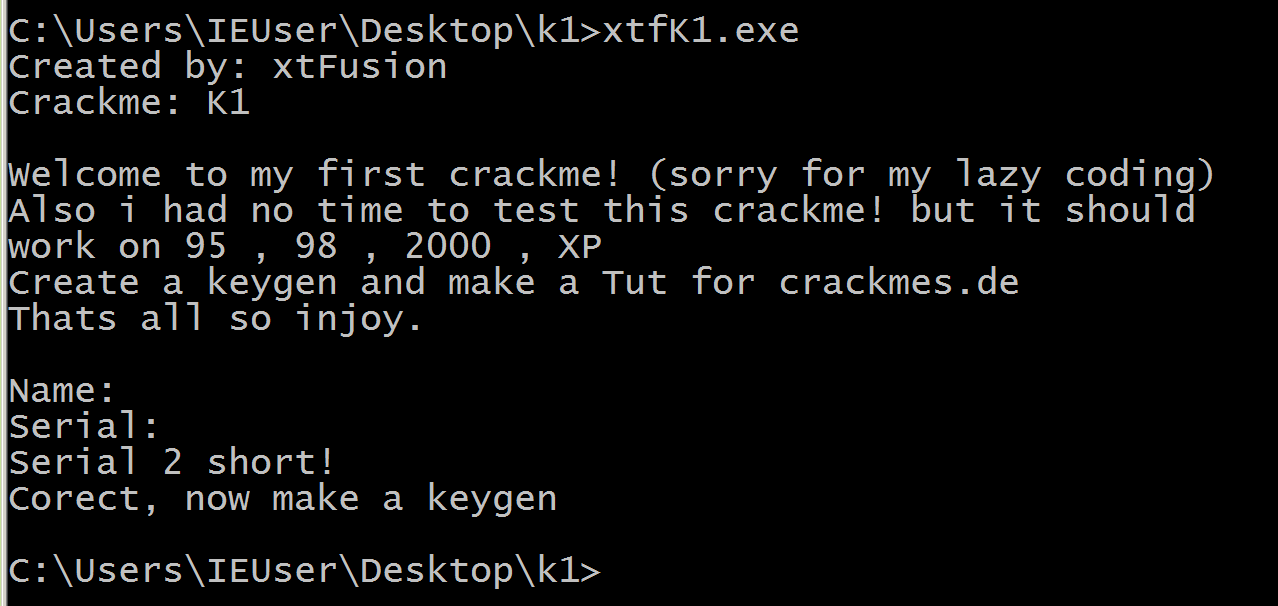 C:\Users\IEUser\Desktop\k1>xtfK1.exe
Created by: xtFusion
Crackme: K1
Welcome to my first crackme! (sorry for my lazy coding)
Also i had no time to test this crackme! but it should
work on 95 , 98 , 2000 , XP
Create a keygen and make a Tut for crackmes.de
Thats all so injoy.
Name:
Serial:
Serial 2 short!
Corect, now make a keygen
C:\Users\IEUser\Desktop\k1>